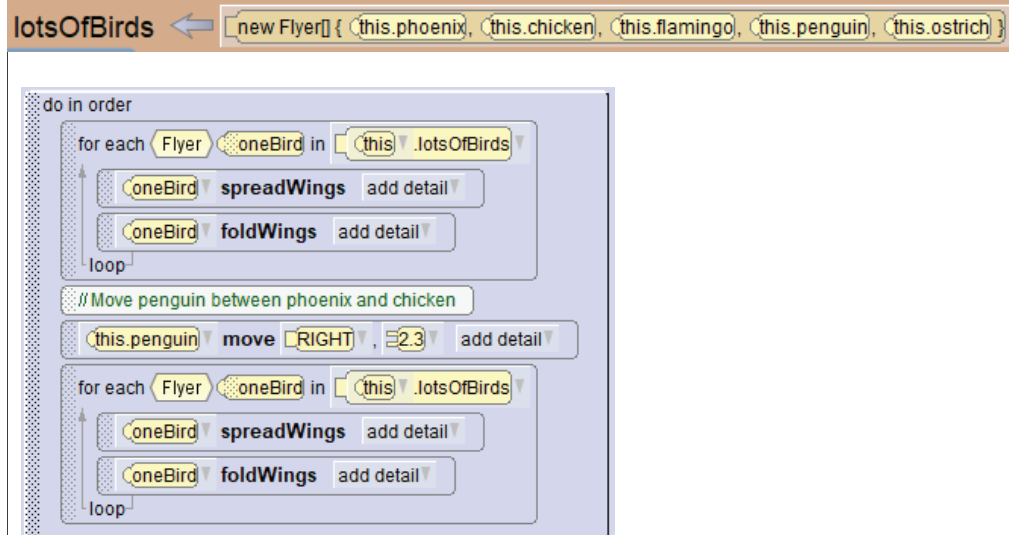 lotsOfBirds new Flyer[] { this.phoenix, this.chicken, this.flamingo, this.penguin, this.ostrich }
do in order
for each Flyer oneBird in this .lotsOfBirds
oneBird spreadWings add detail
oneBird foldWings add detail
loop
// Move penguin between phoenix and chicken
this.penguin move RIGHT , 2.3 add detail
for each Flyer oneBird in this .lotsOfBirds
oneBird spreadWings add detail
oneBird foldWings add detail
loop